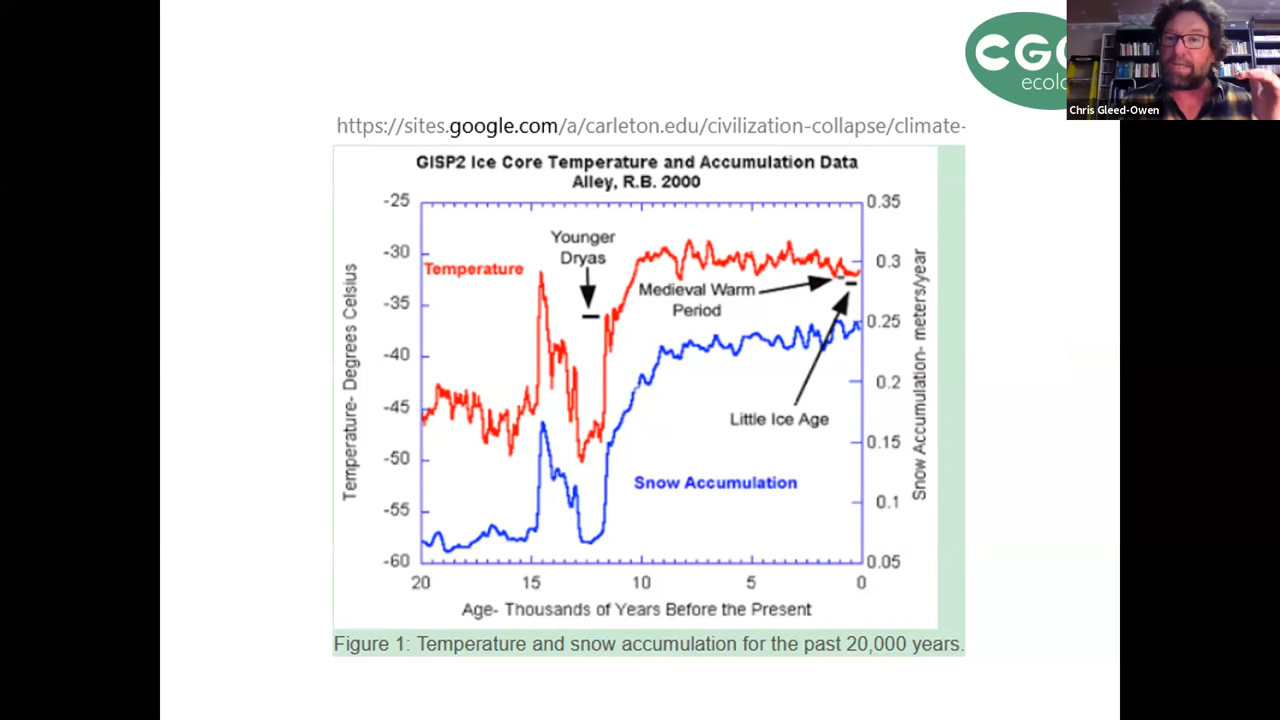 CGO
ecolo
Chris Gleed-Owen
https://sites.google.com/a/carleton.edu/civilization-collapse/climate-
GISP2 Ice Core Temperature and Accumulation Data
Alley, R.B. 2000
-25
-30
-35
-40
-45
-50
-55
-60
0.35
0.3
0.25
0.2
0.15
0.1
0.05
Temperature- Degrees Celsius
Snow Accumulation- meters/year
Younger
Dryas
Temperature
Medieval Warm
Period
Little Ice Age
Snow Accumulation
20 15 10 5 0
Age- Thousands of Years Before the Present
Figure 1: Temperature and snow accumulation for the past 20,000 years.